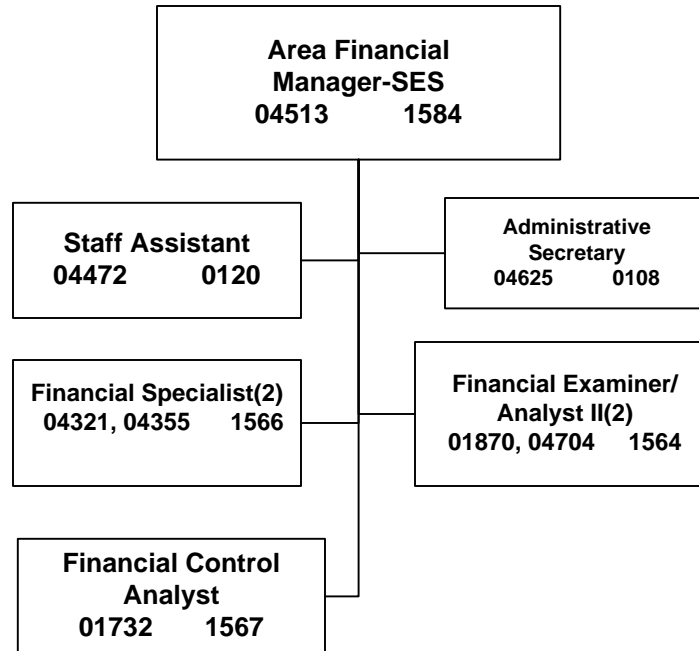 Area Financial
Manager-SES
04513 1584
Staff Assistant
04472 0120
Administrative
Secretary
04625 0108
Financial Specialist(2)
04321, 04355 1566
Financial Examiner/
Analyst II(2)
01870, 04704 1564
Financial Control
Analyst
01732 1567